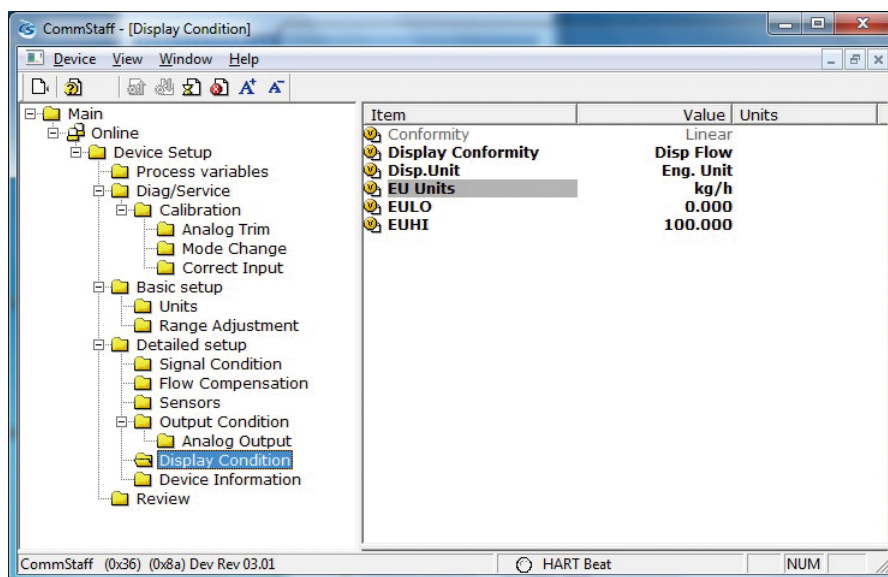 CommStaff - [Display Condition]
Device View Window Help
Main
Online
Device Setup
Process variables
Diag/Service
Calibration
Analog Trim
Mode Change
Correct Input
Basic setup
Units
Range Adjustment
Detailed setup
Signal Condition
Flow Compensation
Sensors
Output Condition
Analog Output
Display Condition
Device Information
Review
Item Value Units
Conformity Linear
Display Conformity Disp Flow
Disp.Unit Eng. Unit
EU Units kg/h
EULO 0.000
EUHI 100.000
CommStaff (0x36) (0x8a) Dev Rev 03.01 HART Beat NUM